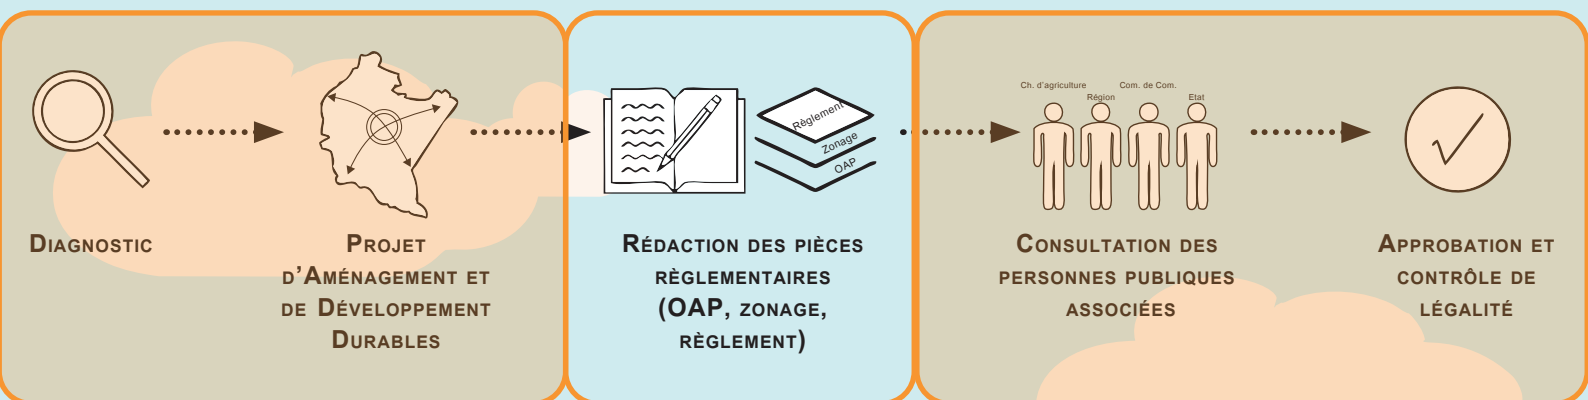 Ch. d'agriculture
Région
Com. de Com.
Etat
Règlement
Zonage
OAP
Diagnostic
Projet
d'Aménagement et
de Développement
Durables
Rédaction des pièces
règlementaires
(OAP, zonage,
règlement)
Consultation des
personnes publiques
associées
Approbation et
contrôle de
légalité